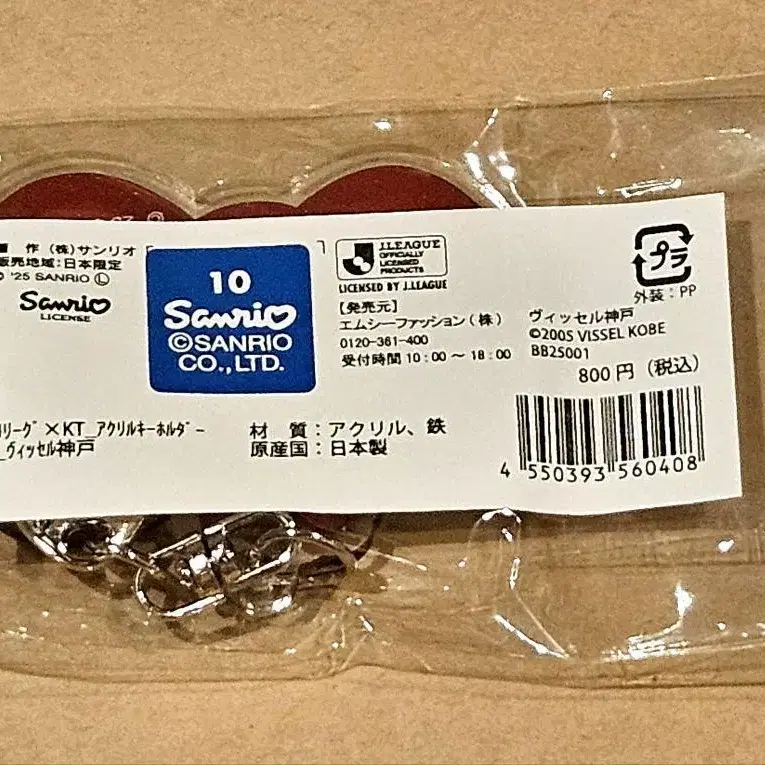 作 (株)サンリオ
販売地域:日本限定
© '25 SANRIO Ⓛ
Sanrio
LICENSE
10
Sanrio
©SANRIO
CO.,LTD.
J.LEAGUE
OFFICIALLY
LICENSED
PRODUCTS
LICENSED BY J.LEAGUE
【発売元】
エムシーファッション(株)
0120-361-400
受付時間 10:00 ~ 18:00
プラ
外装:PP
ヴィッセル神戸
©2005 VISSEL KOBE
BB25001
800円(税込)
Jリーグ×KT_アクリルキーホルダー
_ヴィッセル神戸
材 質:アクリル、鉄
原産国:日本製
4 550393 560408